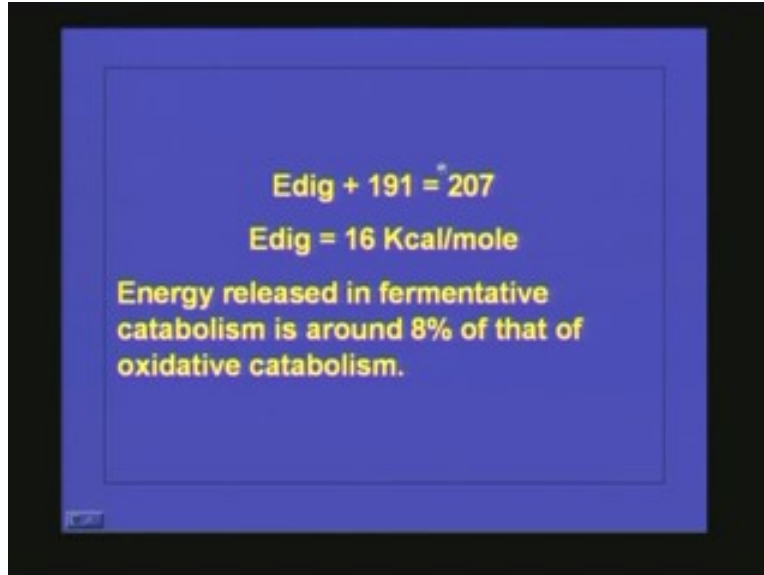 Edig + 191 = 207
Edig = 16 Kcal/mole
Energy released in fermentative
catabolism is around 8% of that of
oxidative catabolism.